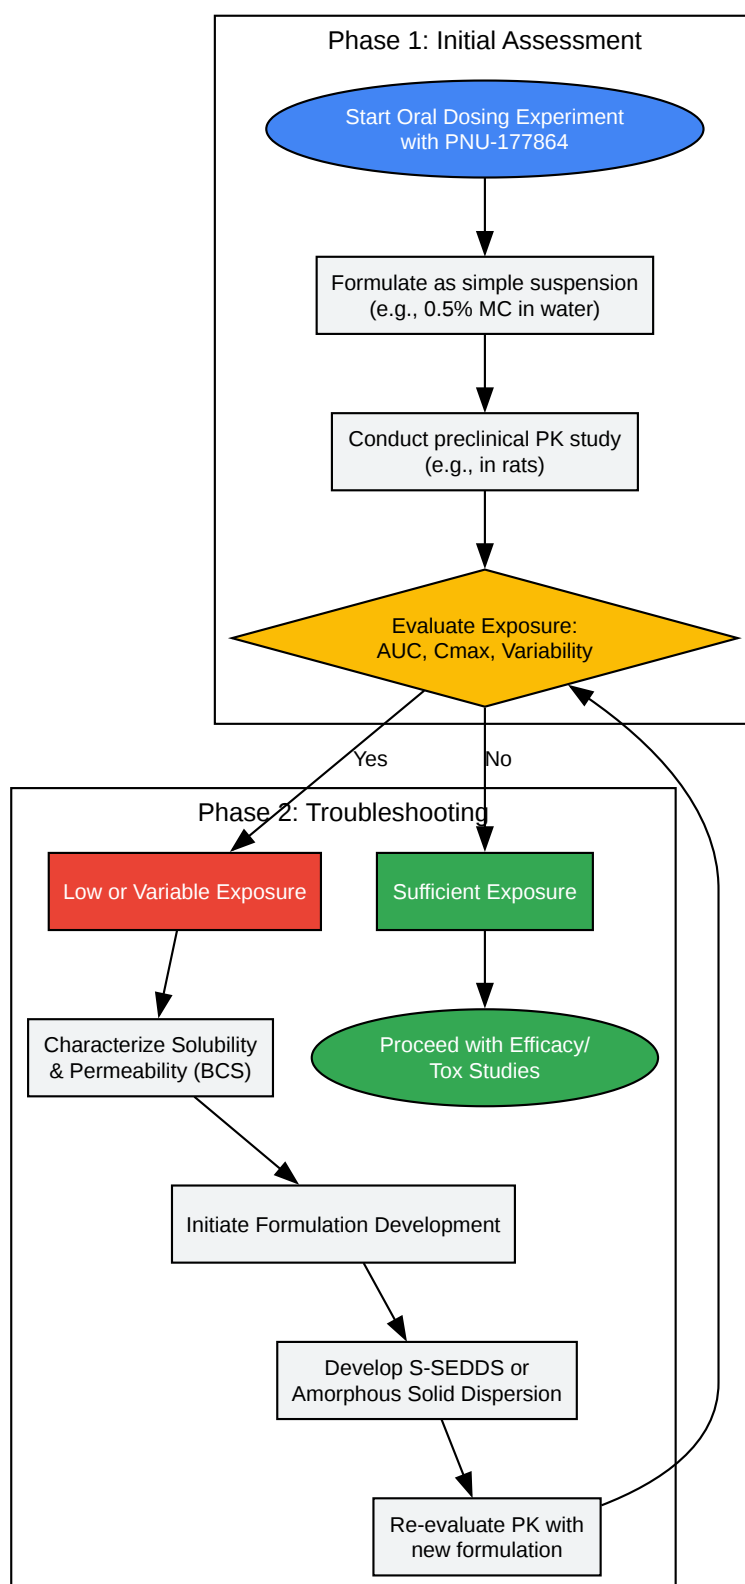 Phase 1: Initial Assessment
Start Oral Dosing Experiment
with PNU-177864
Formulate as simple suspension
(e.g., 0.5% MC in water)
Conduct preclinical PK study
(e.g., in rats)
Evaluate Exposure:
AUC, Cmax, Variability
Yes
No
Phase 2: Troubleshooting
Low or Variable Exposure
Sufficient Exposure
Characterize Solubility
& Permeability (BCS)
Proceed with Efficacy/
Tox Studies
Initiate Formulation Development
Develop S-SEDDS or
Amorphous Solid Dispersion
Re-evaluate PK with
new formulation